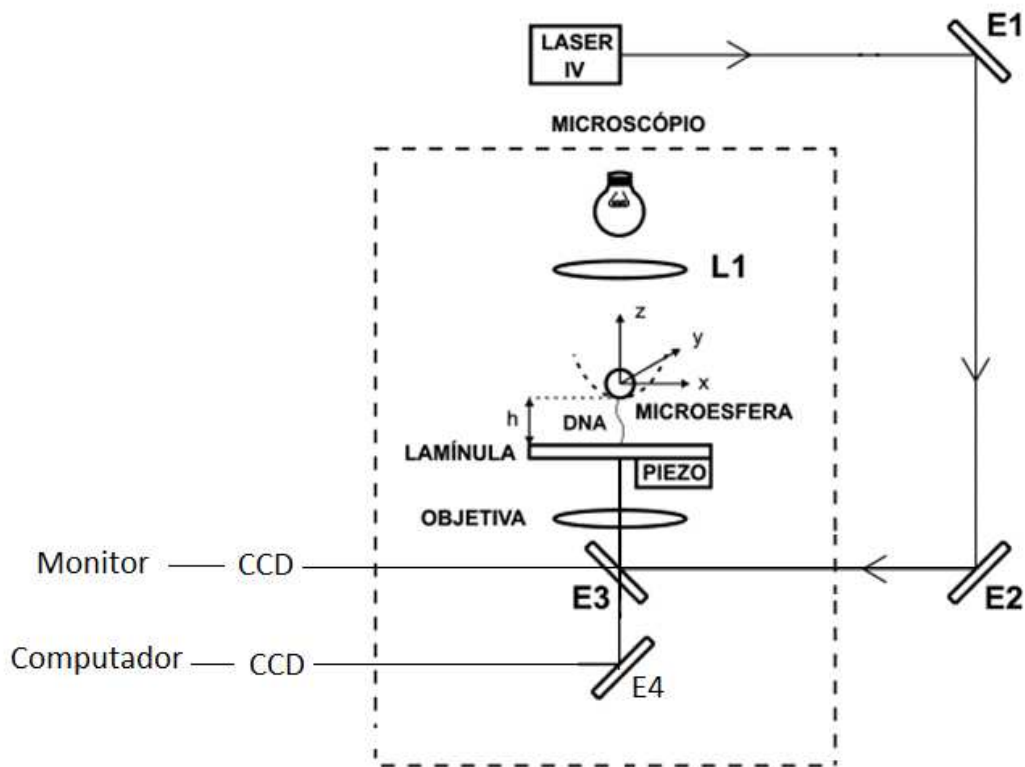 E1
LASER
IV
MICROSCÓPIO
L1
z
y
x
h
DNA
MICROESFERA
LAMÍNULA
PIEZO
OBJETIVA
Monitor
CCD
E3
E2
Computador
CCD
E4